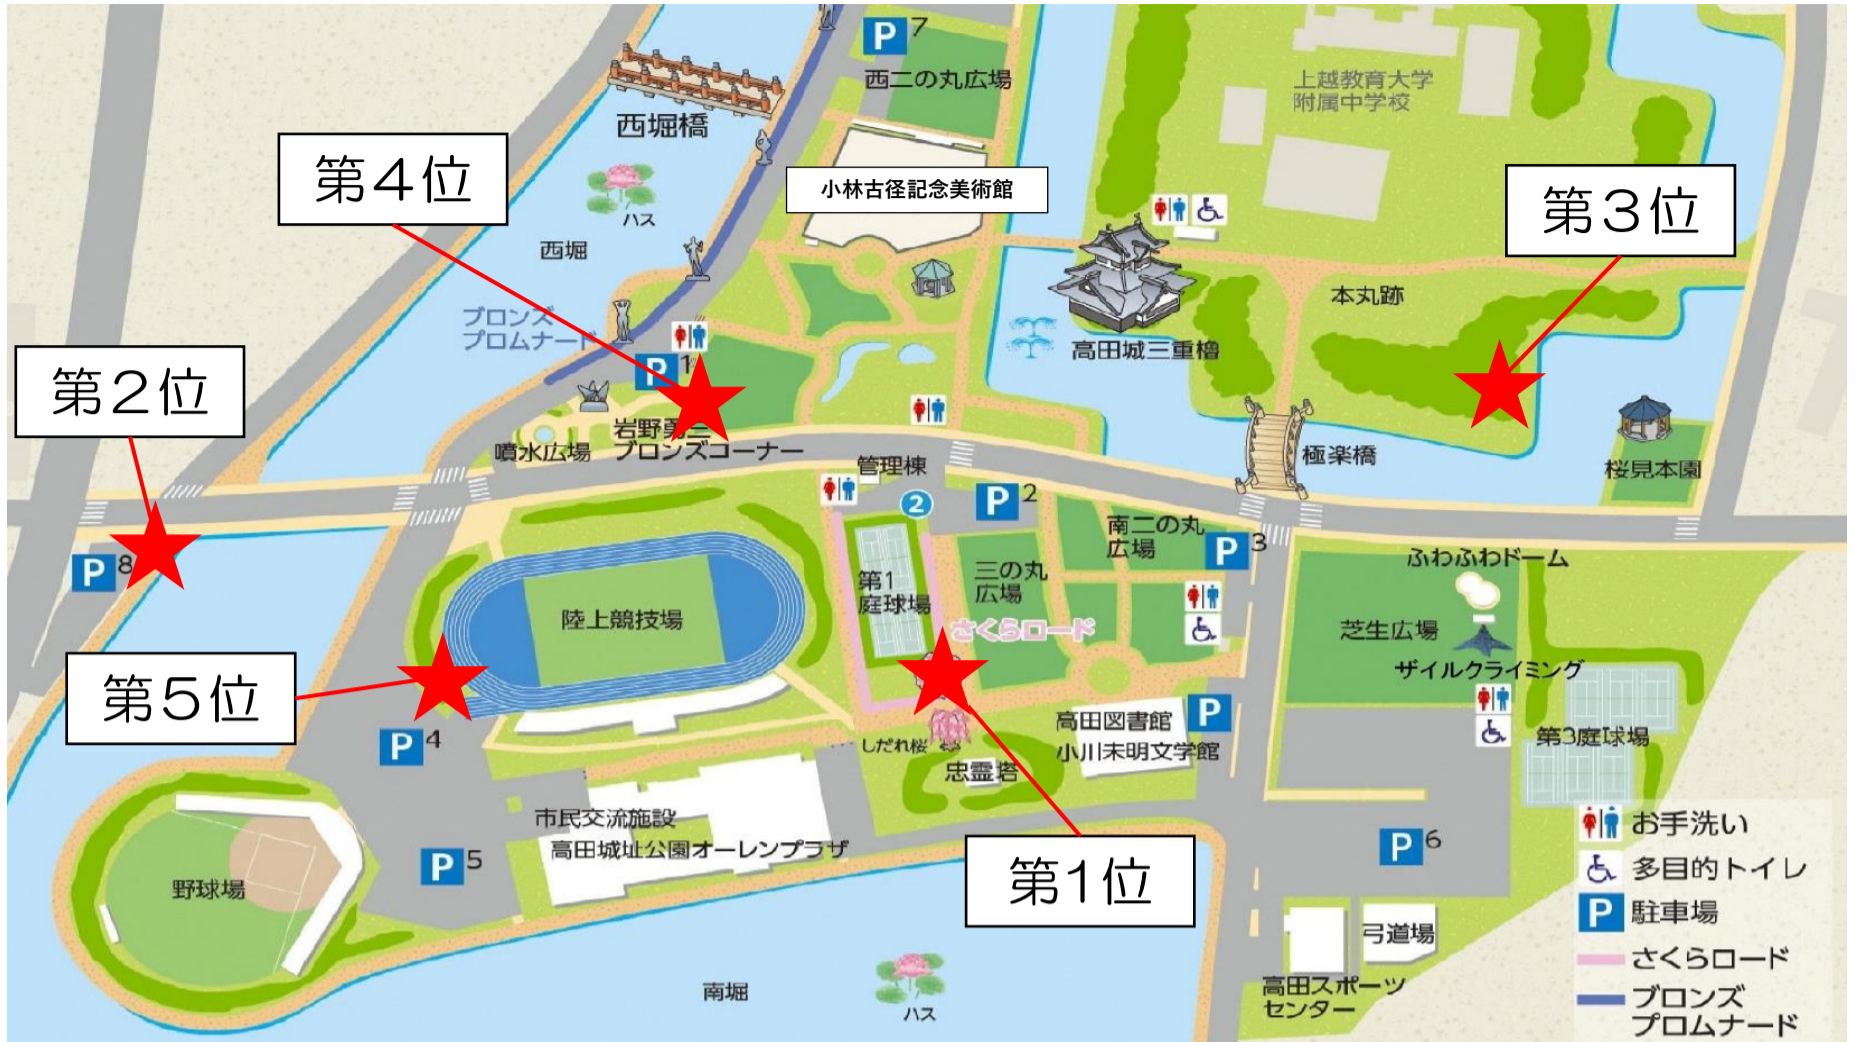 P 7
西二の丸広場
上越教育大学
附属中学校
西堀橋
第4位
小林古径記念美術館
第3位
ハス
西堀
ブロンズ
プロムナード
本丸跡
高田城三重櫓
P 1
第2位
岩野勇三
ブロンズコーナー
噴水広場
極楽橋
桜見本園
管理棟
2
P 2
南二の丸
広場
P 3
ふわふわドーム
P 8
第1
庭球場
三の丸
広場
陸上競技場
さくらロード
芝生広場
ザイルクライミング
第5位
P 4
高田図書館
小川未明文学館
P
しだれ桜
忠霊塔
第3庭球場
市民交流施設
高田城址公園オーレンプラザ
P 5
野球場
第1位
P 6
お手洗い
多目的トイレ
P 駐車場
さくらロード
ブロンズ
プロムナード
弓道場
高田スポーツ
センター
南堀
ハス